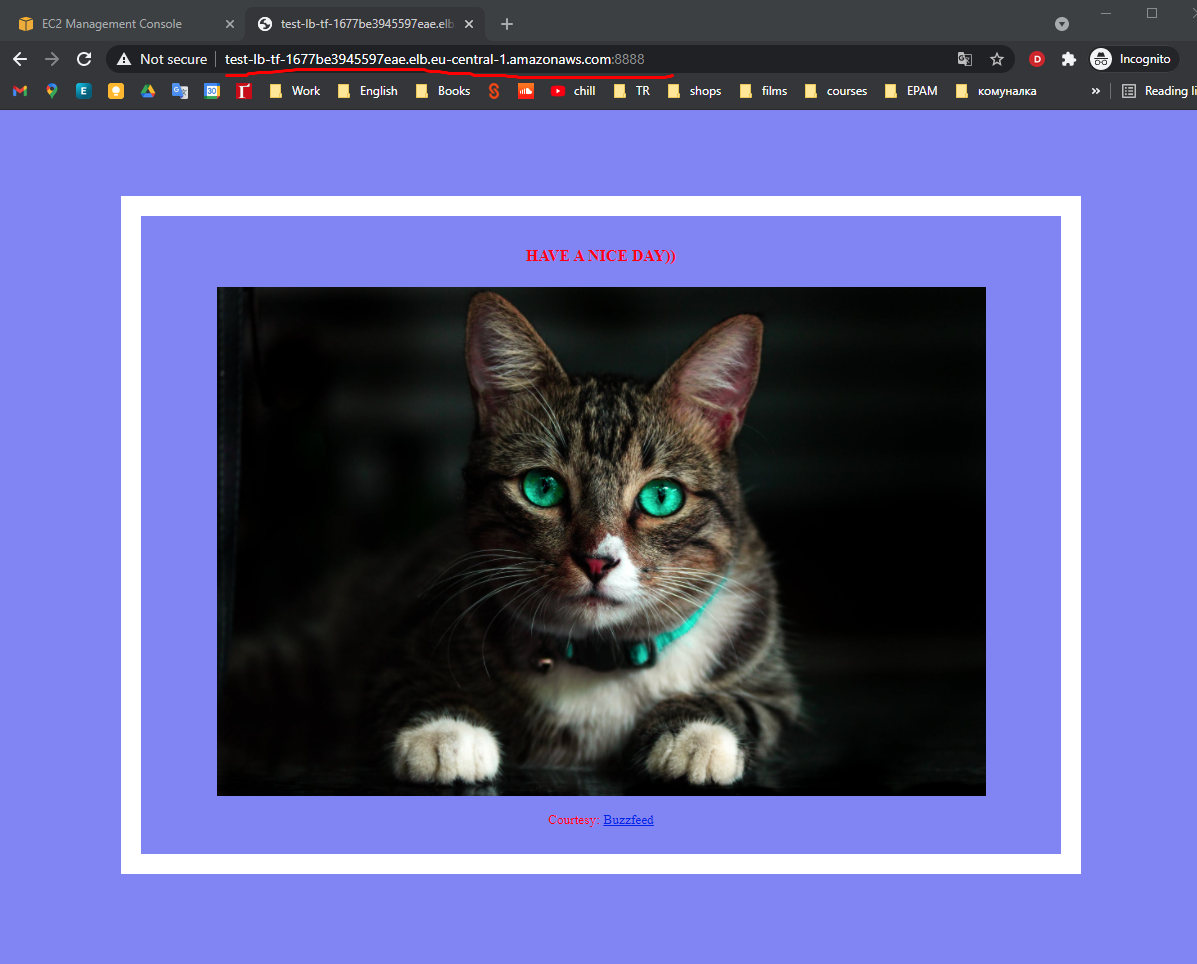 EC2 Management Console
test-lb-tf-1677be3945597eae.elb
Not secure
test-lb-tf-1677be3945597eae.elb.eu-central-1.amazonaws.com:8888
D
Incognito
E
30
Work
English
Books
chill
TR
shops
films
courses
EPAM
комуналка
»
Reading li
HAVE A NICE DAY))
Courtesy: Buzzfeed